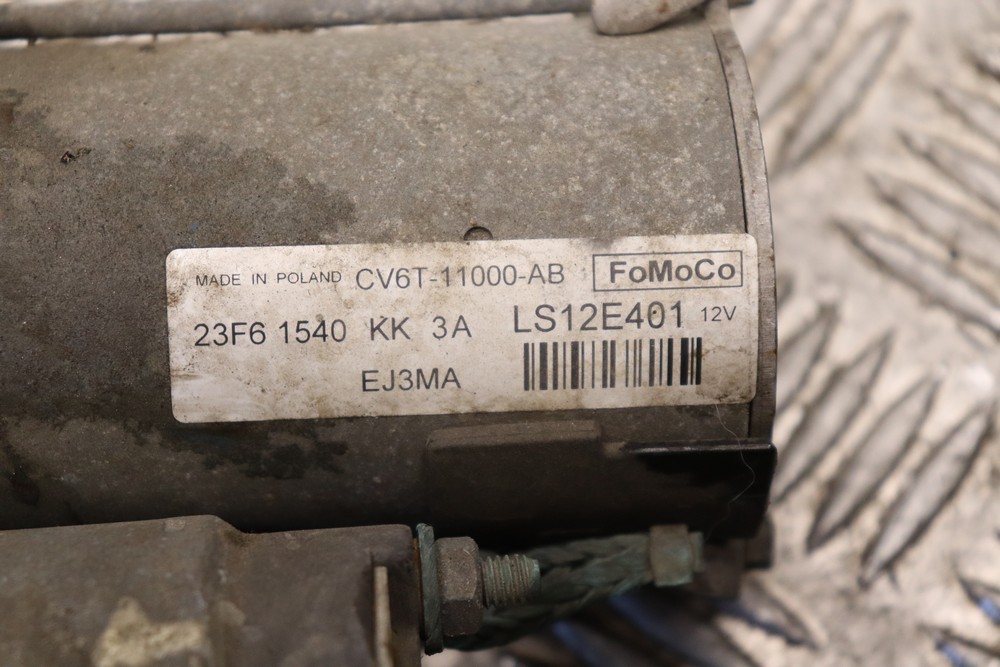 MADE IN POLAND CV6T-11000-AB FoMoCo
23F6 1540 KK 3A LS12E401 12V
EJ3MA